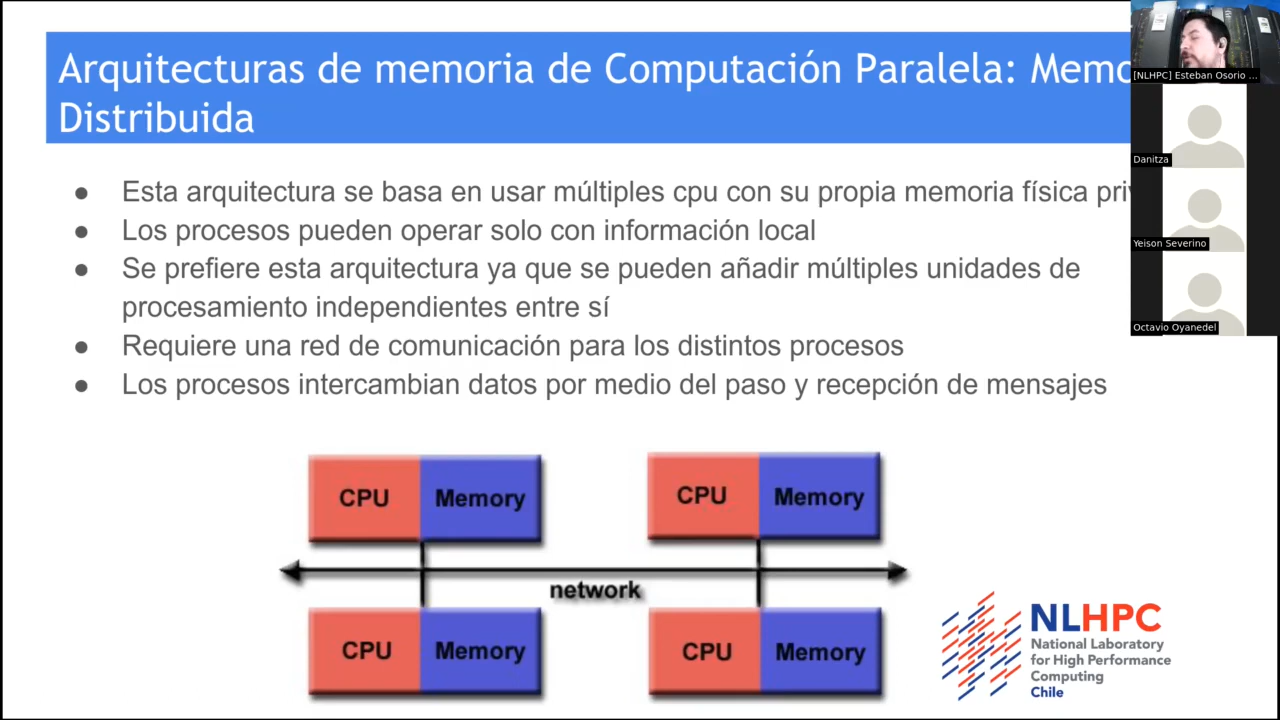 Arquitecturas de memoria de Computación Paralela:
Distribuida
● Esta arquitectura se basa en usar múltiples cpu con su propia memoria física
● Los procesos pueden operar solo con información local
● Se prefiere esta arquitectura ya que se pueden añadir múltiples unidades de
procesamiento independientes entre sí
● Requiere una red de comunicación para los distintos procesos
● Los procesos intercambian datos por medio del paso y recepción de mensajes
CPU Memory
CPU Memory
network
CPU Memory
CPU Memory
NLHPC
National Laboratory
for High Performance
Computing
Chile
[NLHPC] Esteban Osorio ...
Danitza
Yeison Severino
Octavio Oyanedel